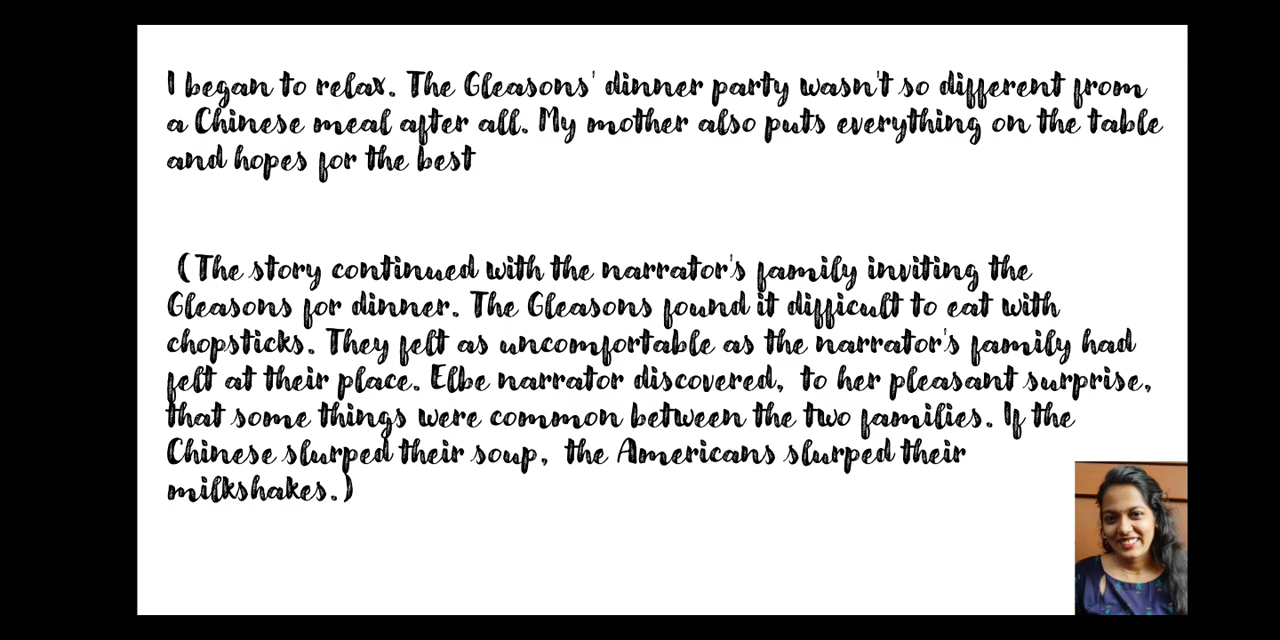 I began to relax. The Gleasons' dinner party wasn't so different from
a Chinese meal after all. My mother also puts everything on the table
and hopes for the best
(The story continued with the narrator's family inviting the
Gleasons for dinner. The Gleasons found it difficult to eat with
chopsticks. They felt as uncomfortable as the narrator's family had
felt at their place. Elbe narrator discovered, to her pleasant surprise,
that some things were common between the two families. If the
Chinese slurped their soup, the Americans slurped their
milkshakes.)